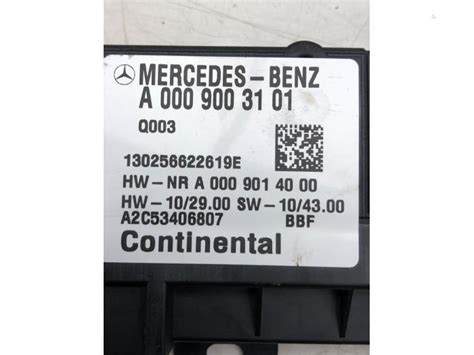 MERCEDES-BENZ
A 000 900 31 01
Q003
130256622619E
HW-NR A 000 901 40 00
HW-10/29.00 SW-10/43.00
A2C53406807 BBF
Continental